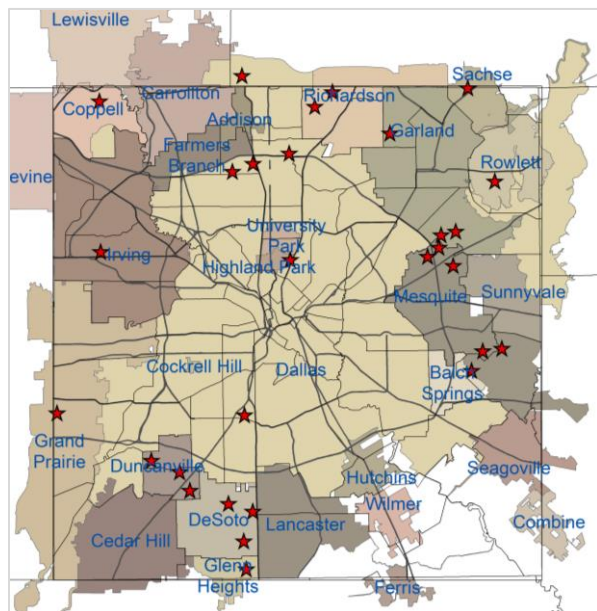 Lewisville
Sachse
Coppell
Carrollton
Richardson
Addison
Garland
Farmers
Branch
Rowlett
evine
University
Park
Irving
Highland Park
Mesquite
Sunnyvale
Cockrell Hill
Dallas
Balch
Springs
Grand
Prairie
Duncanville
Hutchins
Seagoville
DeSoto
Lancaster
Wilmer
Combine
Cedar Hill
Glenn
Heights
Ferris